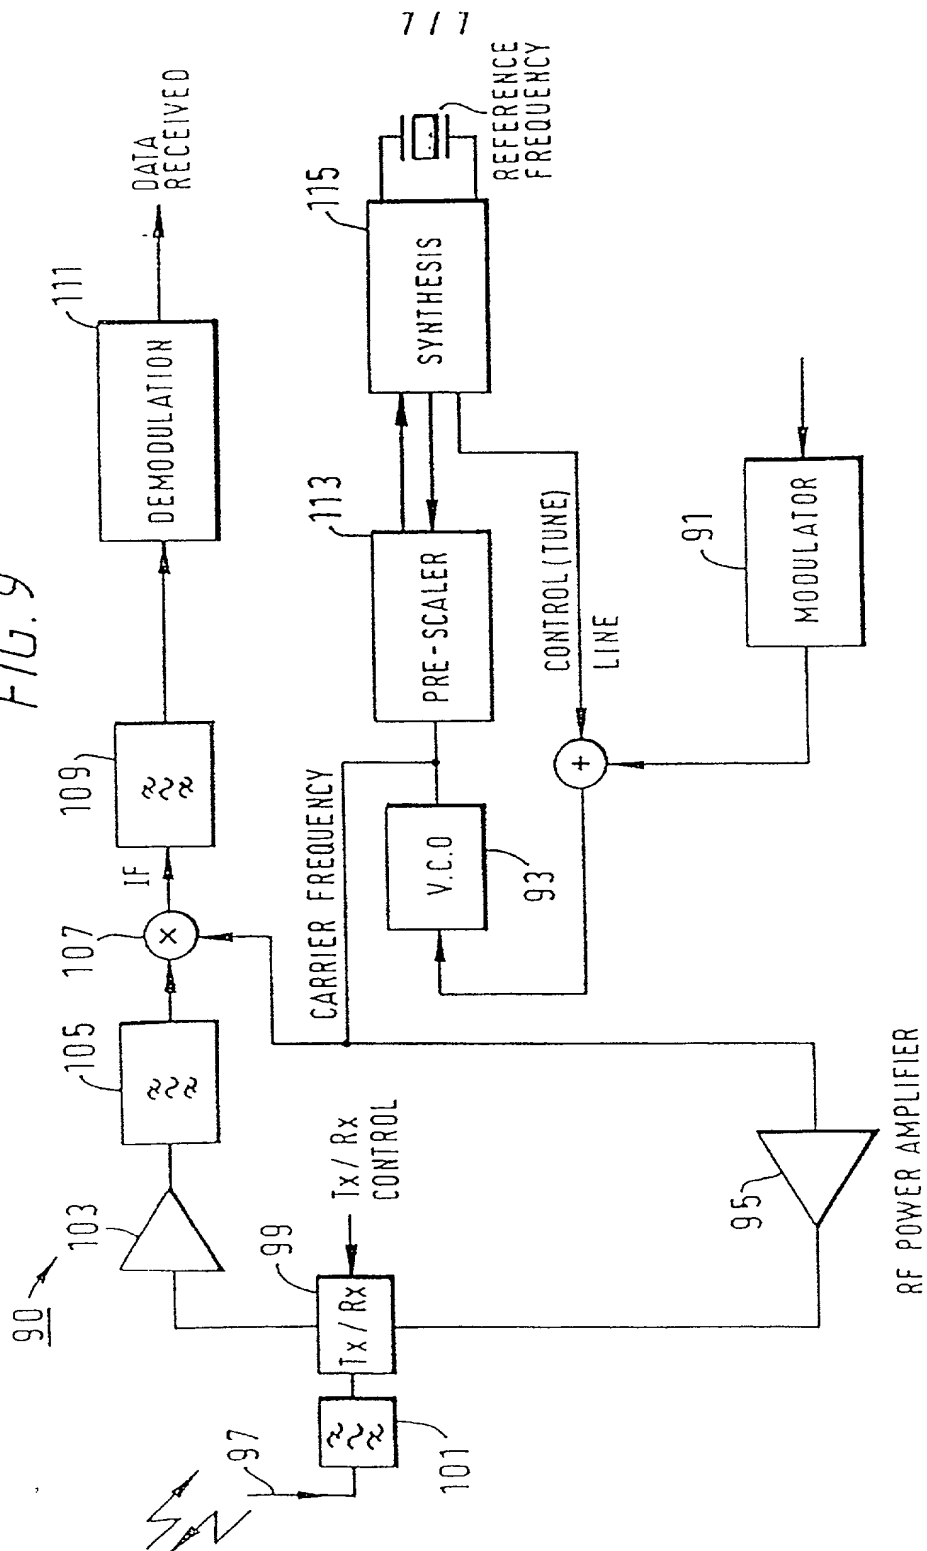 7 / 7
FIG. 9
90
103
105
107
IF
109
111
DEMODULATION
DATA
RECEIVED
97
101
99
Tx / Rx
Tx / Rx
CONTROL
CARRIER FREQUENCY
V.C.O
93
113
PRE-SCALER
115
SYNTHESIS
REFERENCE
FREQUENCY
CONTROL (TUNE)
LINE
+
×
91
MODULATOR
95
RF POWER AMPLIFIER